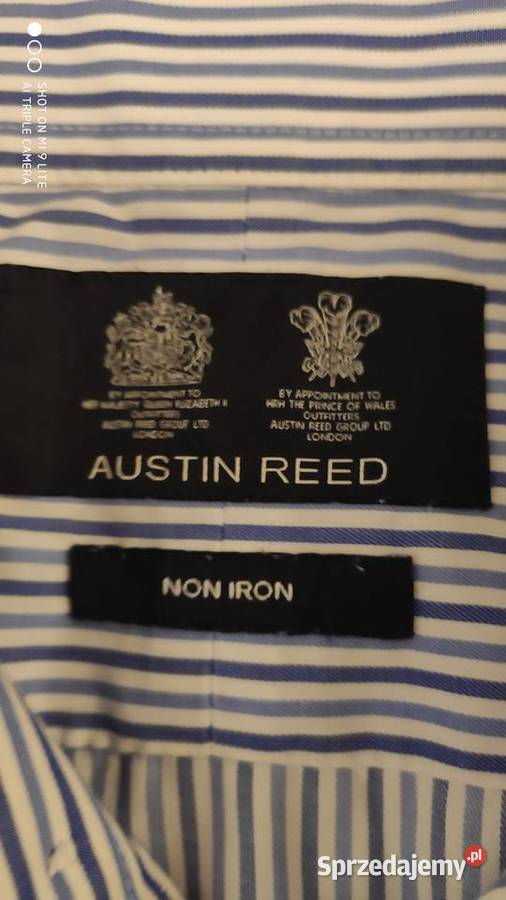 SHOT ON MI 9 LITE
AI TRIPLE CAMERA
BY APPOINTMENT TO
HER MAJESTY QUEEN ELIZABETH II
OUTFITTERS
AUSTIN REED GROUP LTD
LONDON
BY APPOINTMENT TO
HRH THE PRINCE OF WALES
OUTFITTERS
AUSTIN REED GROUP LTD
LONDON
AUSTIN REED
NON IRON
Sprzedajemy.pl